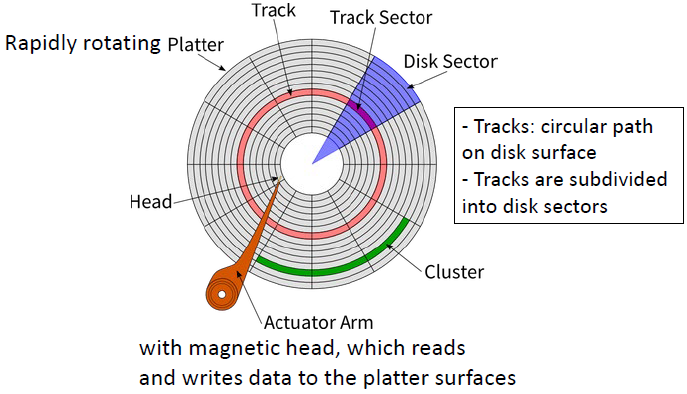 Track
Track Sector
Rapidly rotating Platter
Disk Sector
- Tracks: circular path
on disk surface
- Tracks are subdivided
into disk sectors
Head
Cluster
Actuator Arm
with magnetic head, which reads
and writes data to the platter surfaces